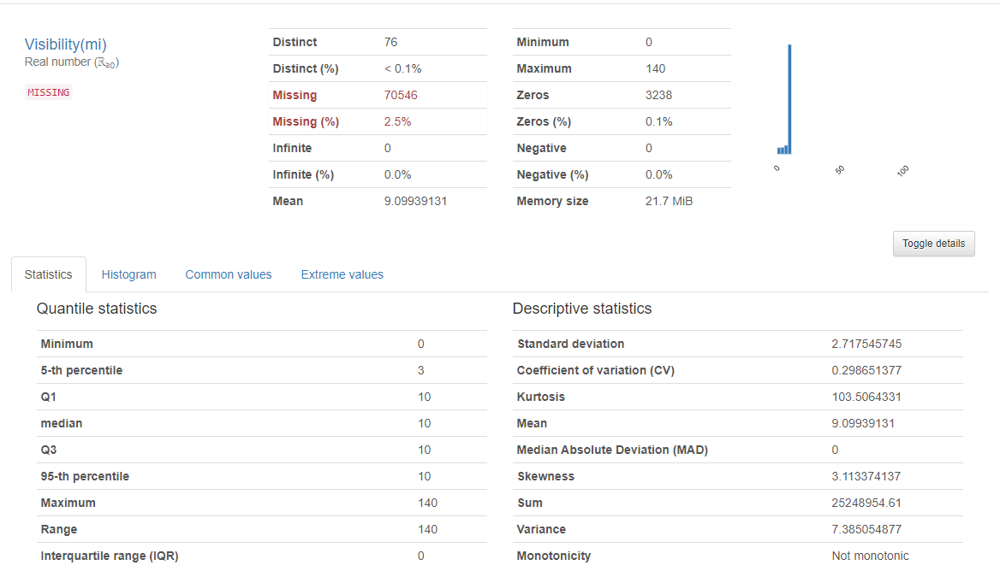 Visibility(mi)
Real number (ℝ≥0)
MISSING
Distinct 76
Distinct (%) < 0.1%
Missing 70546
Missing (%) 2.5%
Infinite 0
Infinite (%) 0.0%
Mean 9.09939131
Minimum 0
Maximum 140
Zeros 3238
Zeros (%) 0.1%
Negative 0
Negative (%) 0.0%
Memory size 21.7 MiB
0 50 100
Toggle details
Statistics Histogram Common values Extreme values
Quantile statistics
Minimum 0
5-th percentile 3
Q1 10
median 10
Q3 10
95-th percentile 10
Maximum 140
Range 140
Interquartile range (IQR) 0
Descriptive statistics
Standard deviation 2.717545745
Coefficient of variation (CV) 0.298651377
Kurtosis 103.5064331
Mean 9.09939131
Median Absolute Deviation (MAD) 0
Skewness 3.113374137
Sum 25248954.61
Variance 7.385054877
Monotonicity Not monotonic